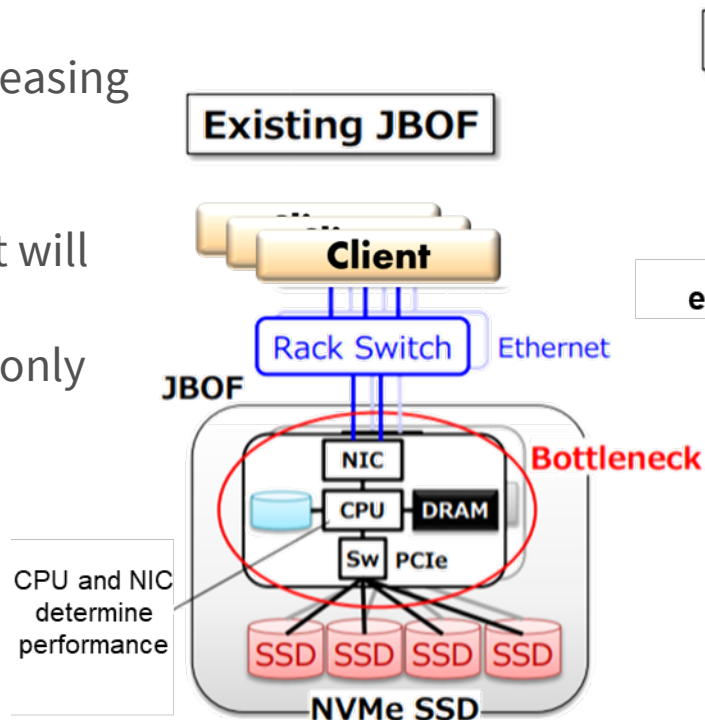 easing
Existing JBOF
t will
Client
e
Rack Switch
Ethernet
only
JBOF
Bottleneck
NIC
CPU
DRAM
Sw
PCIe
CPU and NIC
determine
performance
SSD
SSD
SSD
SSD
NVMe SSD